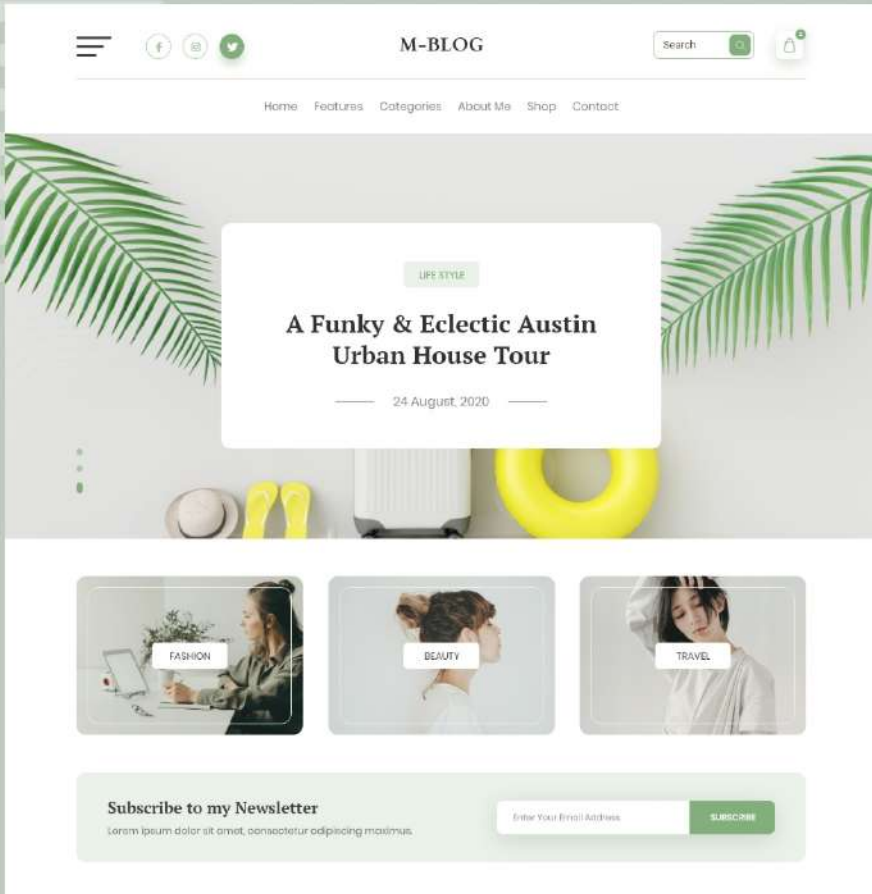 M-BLOG
Search
Home Features Categories About Me Shop Contact
LIFE STYLE
A Funky & Eclectic Austin
Urban House Tour
24 August, 2020
FASHION
BEAUTY
TRAVEL
Subscribe to my Newsletter
Lorem ipsum dolor sit amet, consectetur adipiscing maximus.
Enter Your Email Address
SUBSCRIBE